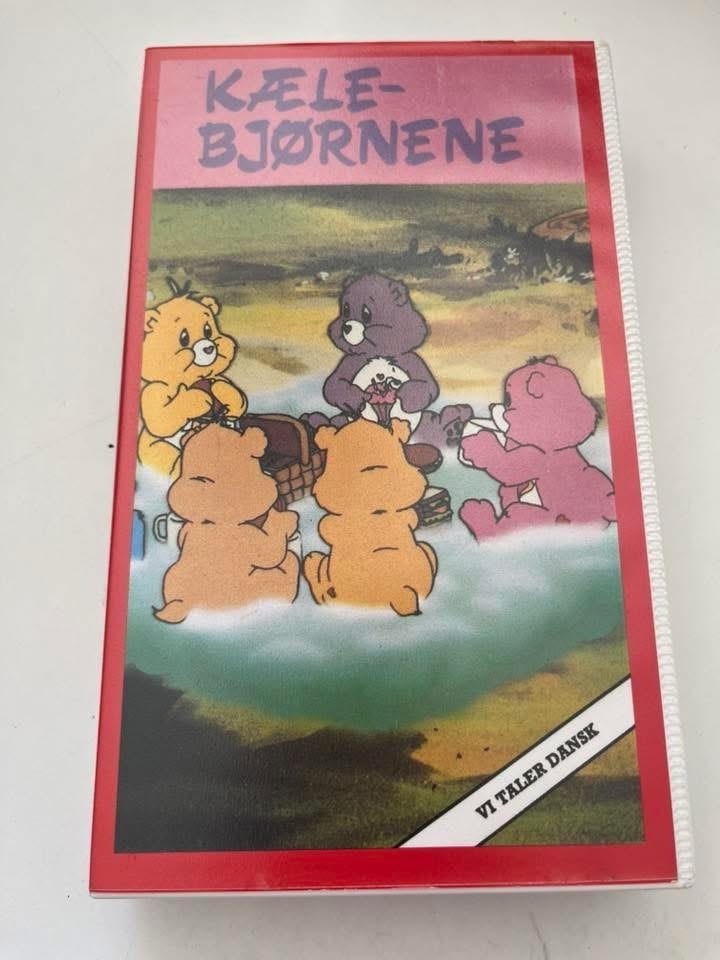 KÆLE-
BJØRNENE
VI TALER DANSK